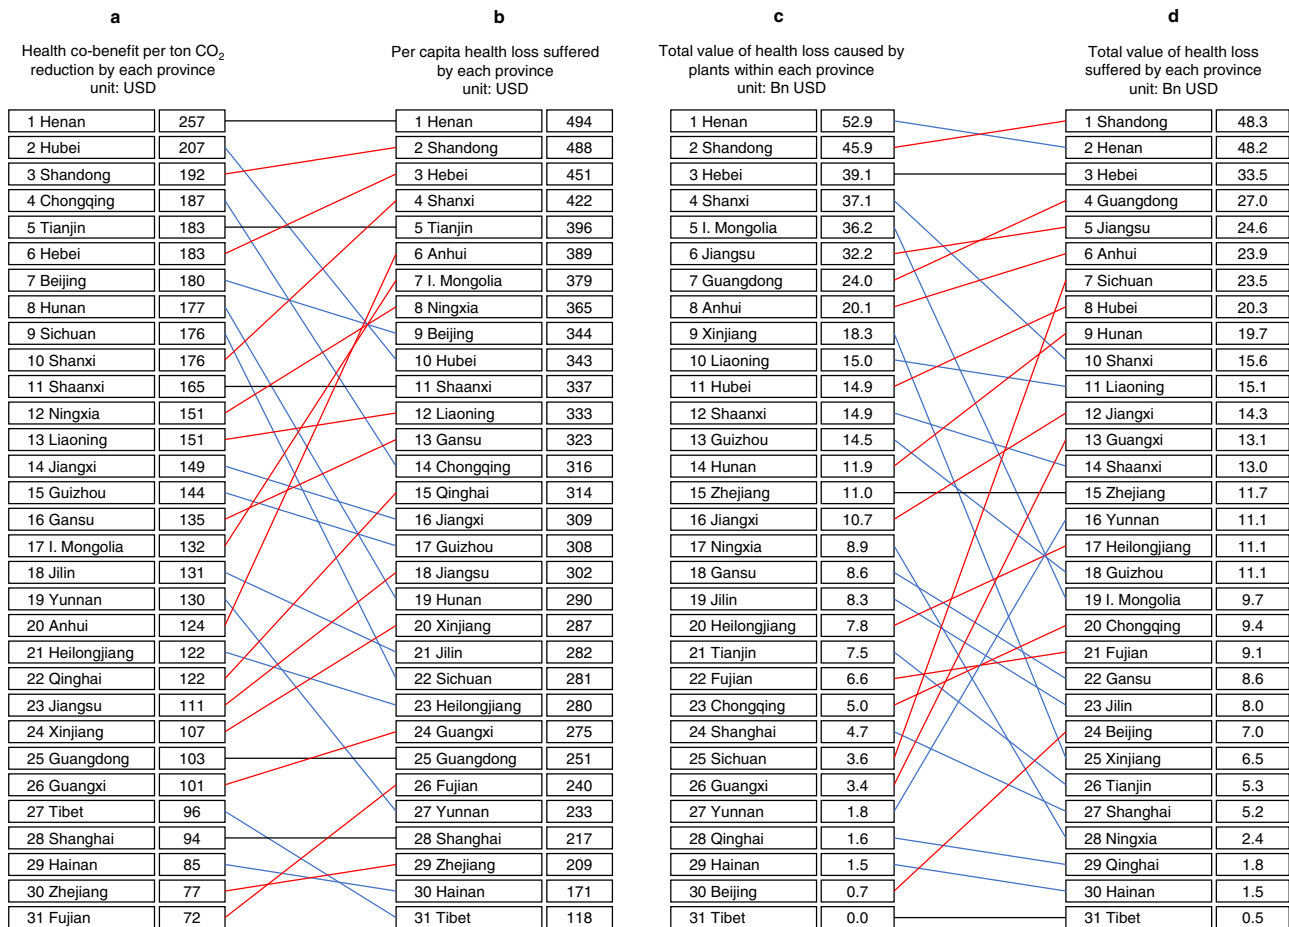 a
Health co-benefit per ton CO2
reduction by each province
unit: USD
1 Henan 257
2 Hubei 207
3 Shandong 192
4 Chongqing 187
5 Tianjin 183
6 Hebei 183
7 Beijing 180
8 Hunan 177
9 Sichuan 176
10 Shanxi 176
11 Shaanxi 165
12 Ningxia 151
13 Liaoning 151
14 Jiangxi 149
15 Guizhou 144
16 Gansu 135
17 I. Mongolia 132
18 Jilin 131
19 Yunnan 130
20 Anhui 124
21 Heilongjiang 122
22 Qinghai 122
23 Jiangsu 111
24 Xinjiang 107
25 Guangdong 103
26 Guangxi 101
27 Tibet 96
28 Shanghai 94
29 Hainan 85
30 Zhejiang 77
31 Fujian 72
b
Per capita health loss suffered
by each province
unit: USD
1 Henan 494
2 Shandong 488
3 Hebei 451
4 Shanxi 422
5 Tianjin 396
6 Anhui 389
7 I. Mongolia 379
8 Ningxia 365
9 Beijing 344
10 Hubei 343
11 Shaanxi 337
12 Liaoning 333
13 Gansu 323
14 Chongqing 316
15 Qinghai 314
16 Jiangxi 309
17 Guizhou 308
18 Jiangsu 302
19 Hunan 290
20 Xinjiang 287
21 Jilin 282
22 Sichuan 281
23 Heilongjiang 280
24 Guangxi 275
25 Guangdong 251
26 Fujian 240
27 Yunnan 233
28 Shanghai 217
29 Zhejiang 209
30 Hainan 171
31 Tibet 118
c
Total value of health loss caused by
plants within each province
unit: Bn USD
1 Henan 52.9
2 Shandong 45.9
3 Hebei 39.1
4 Shanxi 37.1
5 I. Mongolia 36.2
6 Jiangsu 32.2
7 Guangdong 24.0
8 Anhui 20.1
9 Xinjiang 18.3
10 Liaoning 15.0
11 Hubei 14.9
12 Shaanxi 14.9
13 Guizhou 14.5
14 Hunan 11.9
15 Zhejiang 11.0
16 Jiangxi 10.7
17 Ningxia 8.9
18 Gansu 8.6
19 Jilin 8.3
20 Heilongjiang 7.8
21 Tianjin 7.5
22 Fujian 6.6
23 Chongqing 5.0
24 Shanghai 4.7
25 Sichuan 3.6
26 Guangxi 3.4
27 Yunnan 1.8
28 Qinghai 1.6
29 Hainan 1.5
30 Beijing 0.7
31 Tibet 0.0
d
Total value of health loss
suffered by each province
unit: Bn USD
1 Shandong 48.3
2 Henan 48.2
3 Hebei 33.5
4 Guangdong 27.0
5 Jiangsu 24.6
6 Anhui 23.9
7 Sichuan 23.5
8 Hubei 20.3
9 Hunan 19.7
10 Shanxi 15.6
11 Liaoning 15.1
12 Jiangxi 14.3
13 Guangxi 13.1
14 Shaanxi 13.0
15 Zhejiang 11.7
16 Yunnan 11.1
17 Heilongjiang 11.1
18 Guizhou 11.1
19 I. Mongolia 9.7
20 Chongqing 9.4
21 Fujian 9.1
22 Gansu 8.6
23 Jilin 8.0
24 Beijing 7.0
25 Xinjiang 6.5
26 Tianjin 5.3
27 Shanghai 5.2
28 Ningxia 2.4
29 Qinghai 1.8
30 Hainan 1.5
31 Tibet 0.5